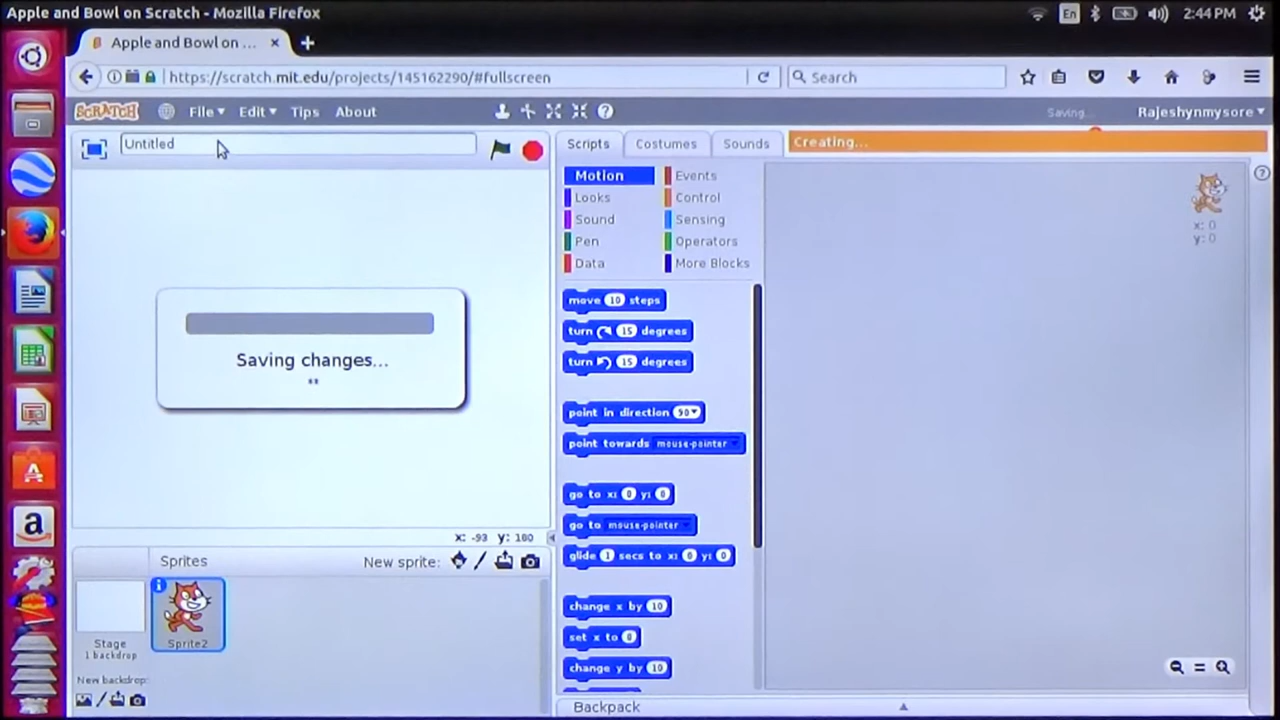 Apple and Bowl on Scratch - Mozilla Firefox
En
2:44 PM
Apple and Bowl on ...
https://scratch.mit.edu/projects/145162290/#fullscreen
Search
SCRATCH
File
Edit
Tips
About
Saving...
Rajeshynmysore
Untitled
Scripts
Costumes
Sounds
Creating...
Motion
Events
Looks
Control
Sound
Sensing
Pen
Operators
Data
More Blocks
x: 0
y: 0
move 10 steps
turn 15 degrees
turn 15 degrees
point in direction 90
point towards mouse-pointer
go to x: 0 y: 0
go to mouse-pointer
glide 1 secs to x: 0 y: 0
change x by 10
set x to 0
change y by 10
Saving changes...
x: -93 y: 180
Sprites
New sprite:
Stage
1 backdrop
Sprite2
New backdrop:
Backpack